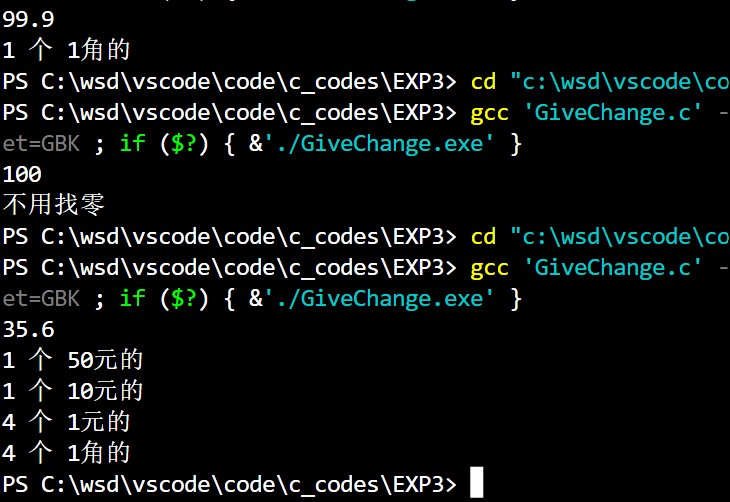 99.9
1 个 1角的
PS C:\wsd\vscode\code\c_codes\EXP3> cd "c:\wsd\vscode\co
PS C:\wsd\vscode\code\c_codes\EXP3> gcc 'GiveChange.c' -
et=GBK ; if ($?) { &'./GiveChange.exe' }
100
不用找零
PS C:\wsd\vscode\code\c_codes\EXP3> cd "c:\wsd\vscode\co
PS C:\wsd\vscode\code\c_codes\EXP3> gcc 'GiveChange.c' -
et=GBK ; if ($?) { &'./GiveChange.exe' }
35.6
1 个 50元的
1 个 10元的
4 个 1元的
4 个 1角的
PS C:\wsd\vscode\code\c_codes\EXP3>